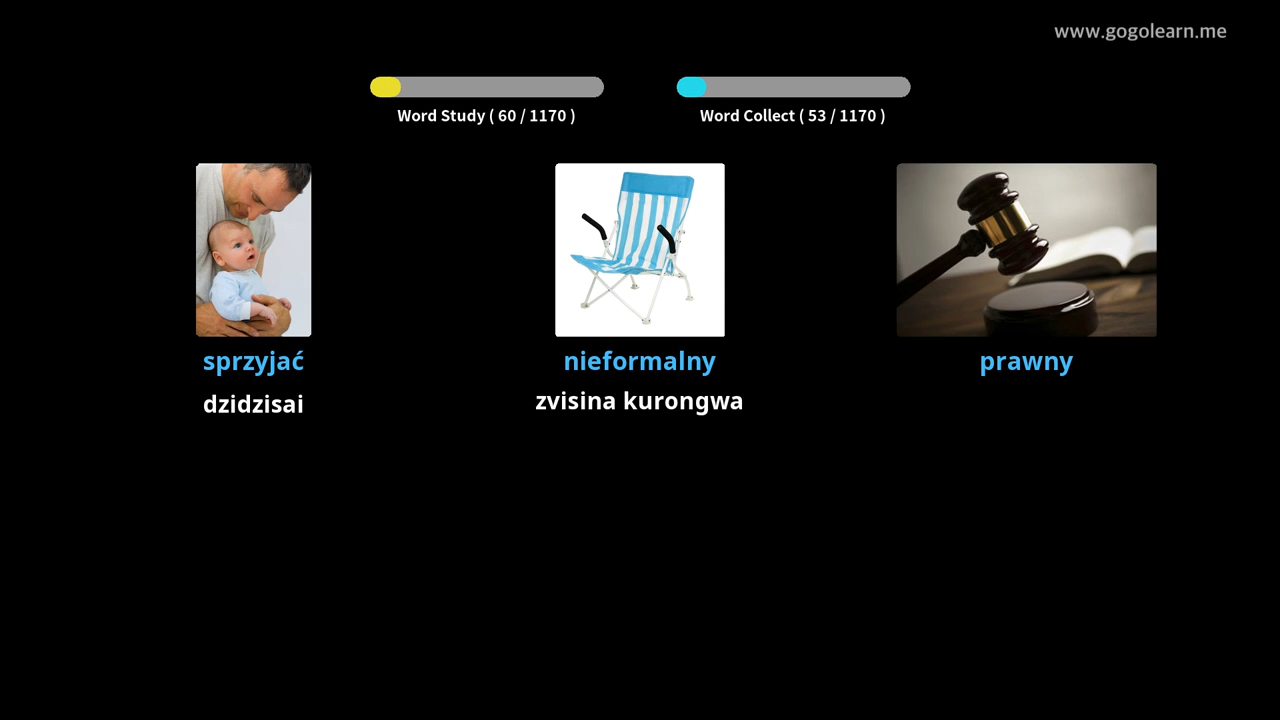 www.gogolearn.me
Word Study ( 60 / 1170 )
Word Collect ( 53 / 1170 )
sprzyjać
dzidzisai
nieformalny
zvisina kurongwa
prawny